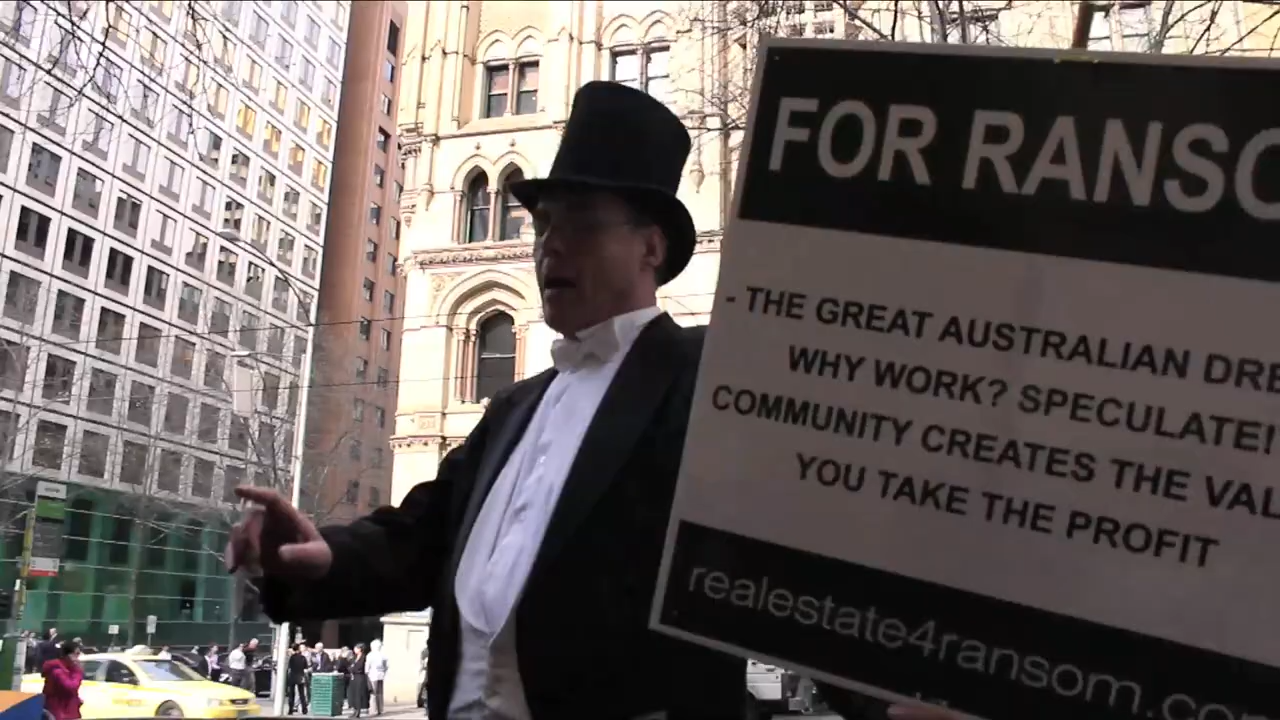 FOR RANSO
- THE GREAT AUSTRALIAN DRE
WHY WORK? SPECULATE!
COMMUNITY CREATES THE VAL
YOU TAKE THE PROFIT
realestate4ransom.co